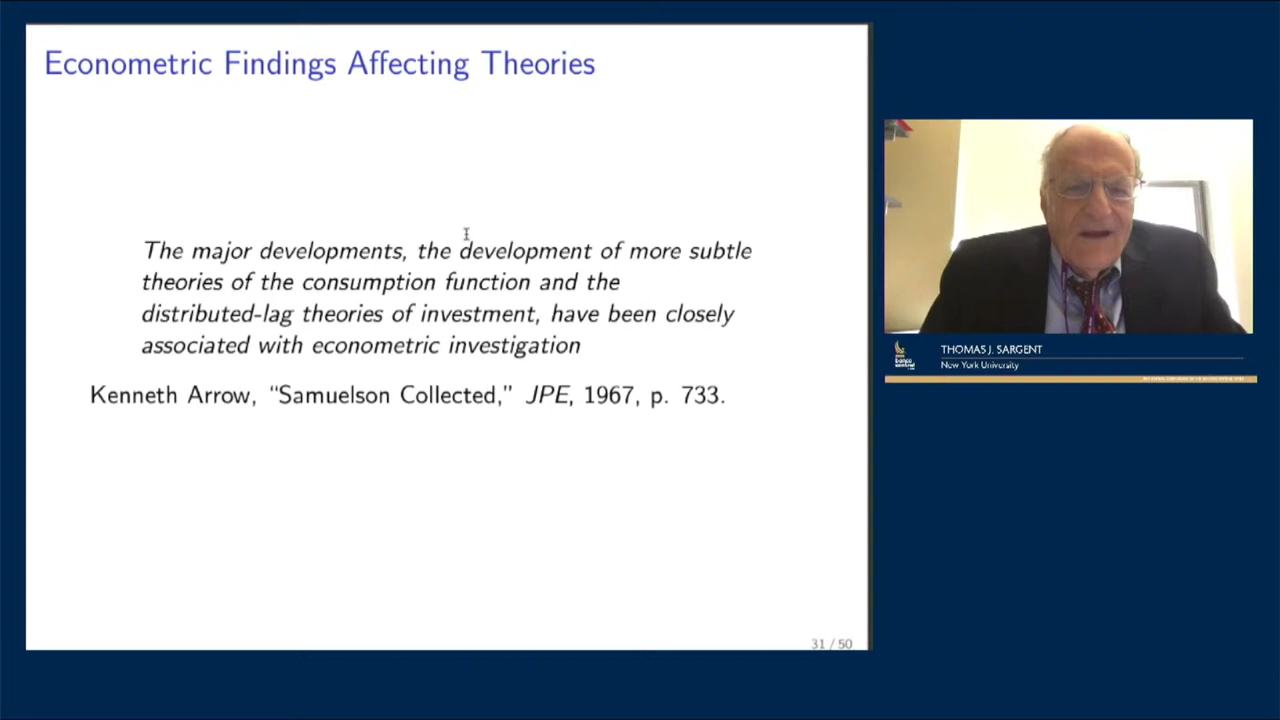 Econometric Findings Affecting Theories
The major developments, the development of more subtle
theories of the consumption function and the
distributed-lag theories of investment, have been closely
associated with econometric investigation
Kenneth Arrow, “Samuelson Collected,” JPE, 1967, p. 733.
31 / 50
THOMAS J. SARGENT
New York University